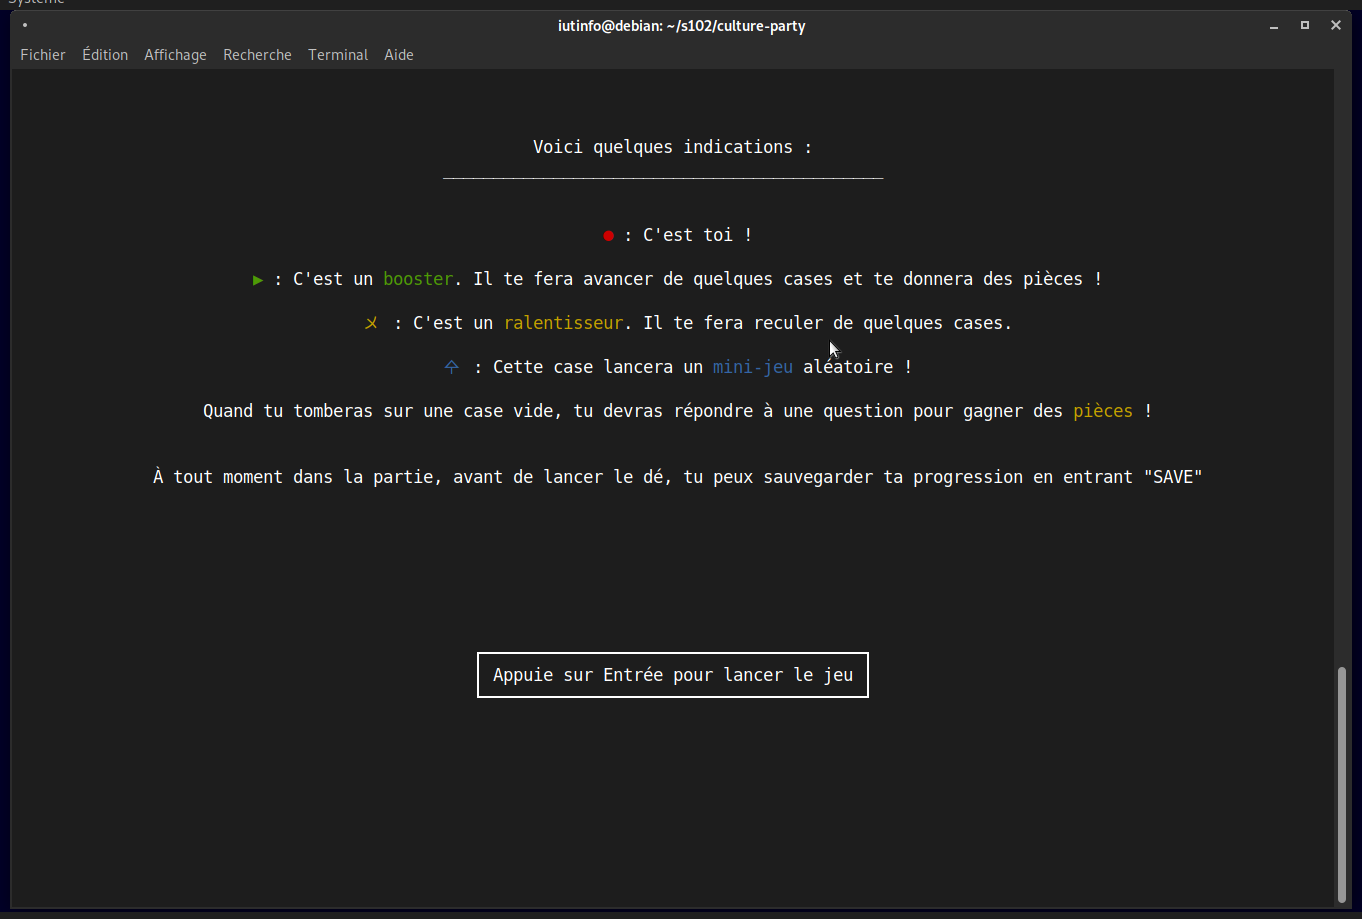 Système
iutinfo@debian: ~/s102/culture-party
Fichier Édition Affichage Recherche Terminal Aide
Voici quelques indications :
● : C'est toi !
▶ : C'est un booster. Il te fera avancer de quelques cases et te donnera des pièces !
㐅 : C'est un ralentisseur. Il te fera reculer de quelques cases.
수 : Cette case lancera un mini-jeu aléatoire !
Quand tu tomberas sur une case vide, tu devras répondre à une question pour gagner des pièces !
À tout moment dans la partie, avant de lancer le dé, tu peux sauvegarder ta progression en entrant "SAVE"
Appuie sur Entrée pour lancer le jeu